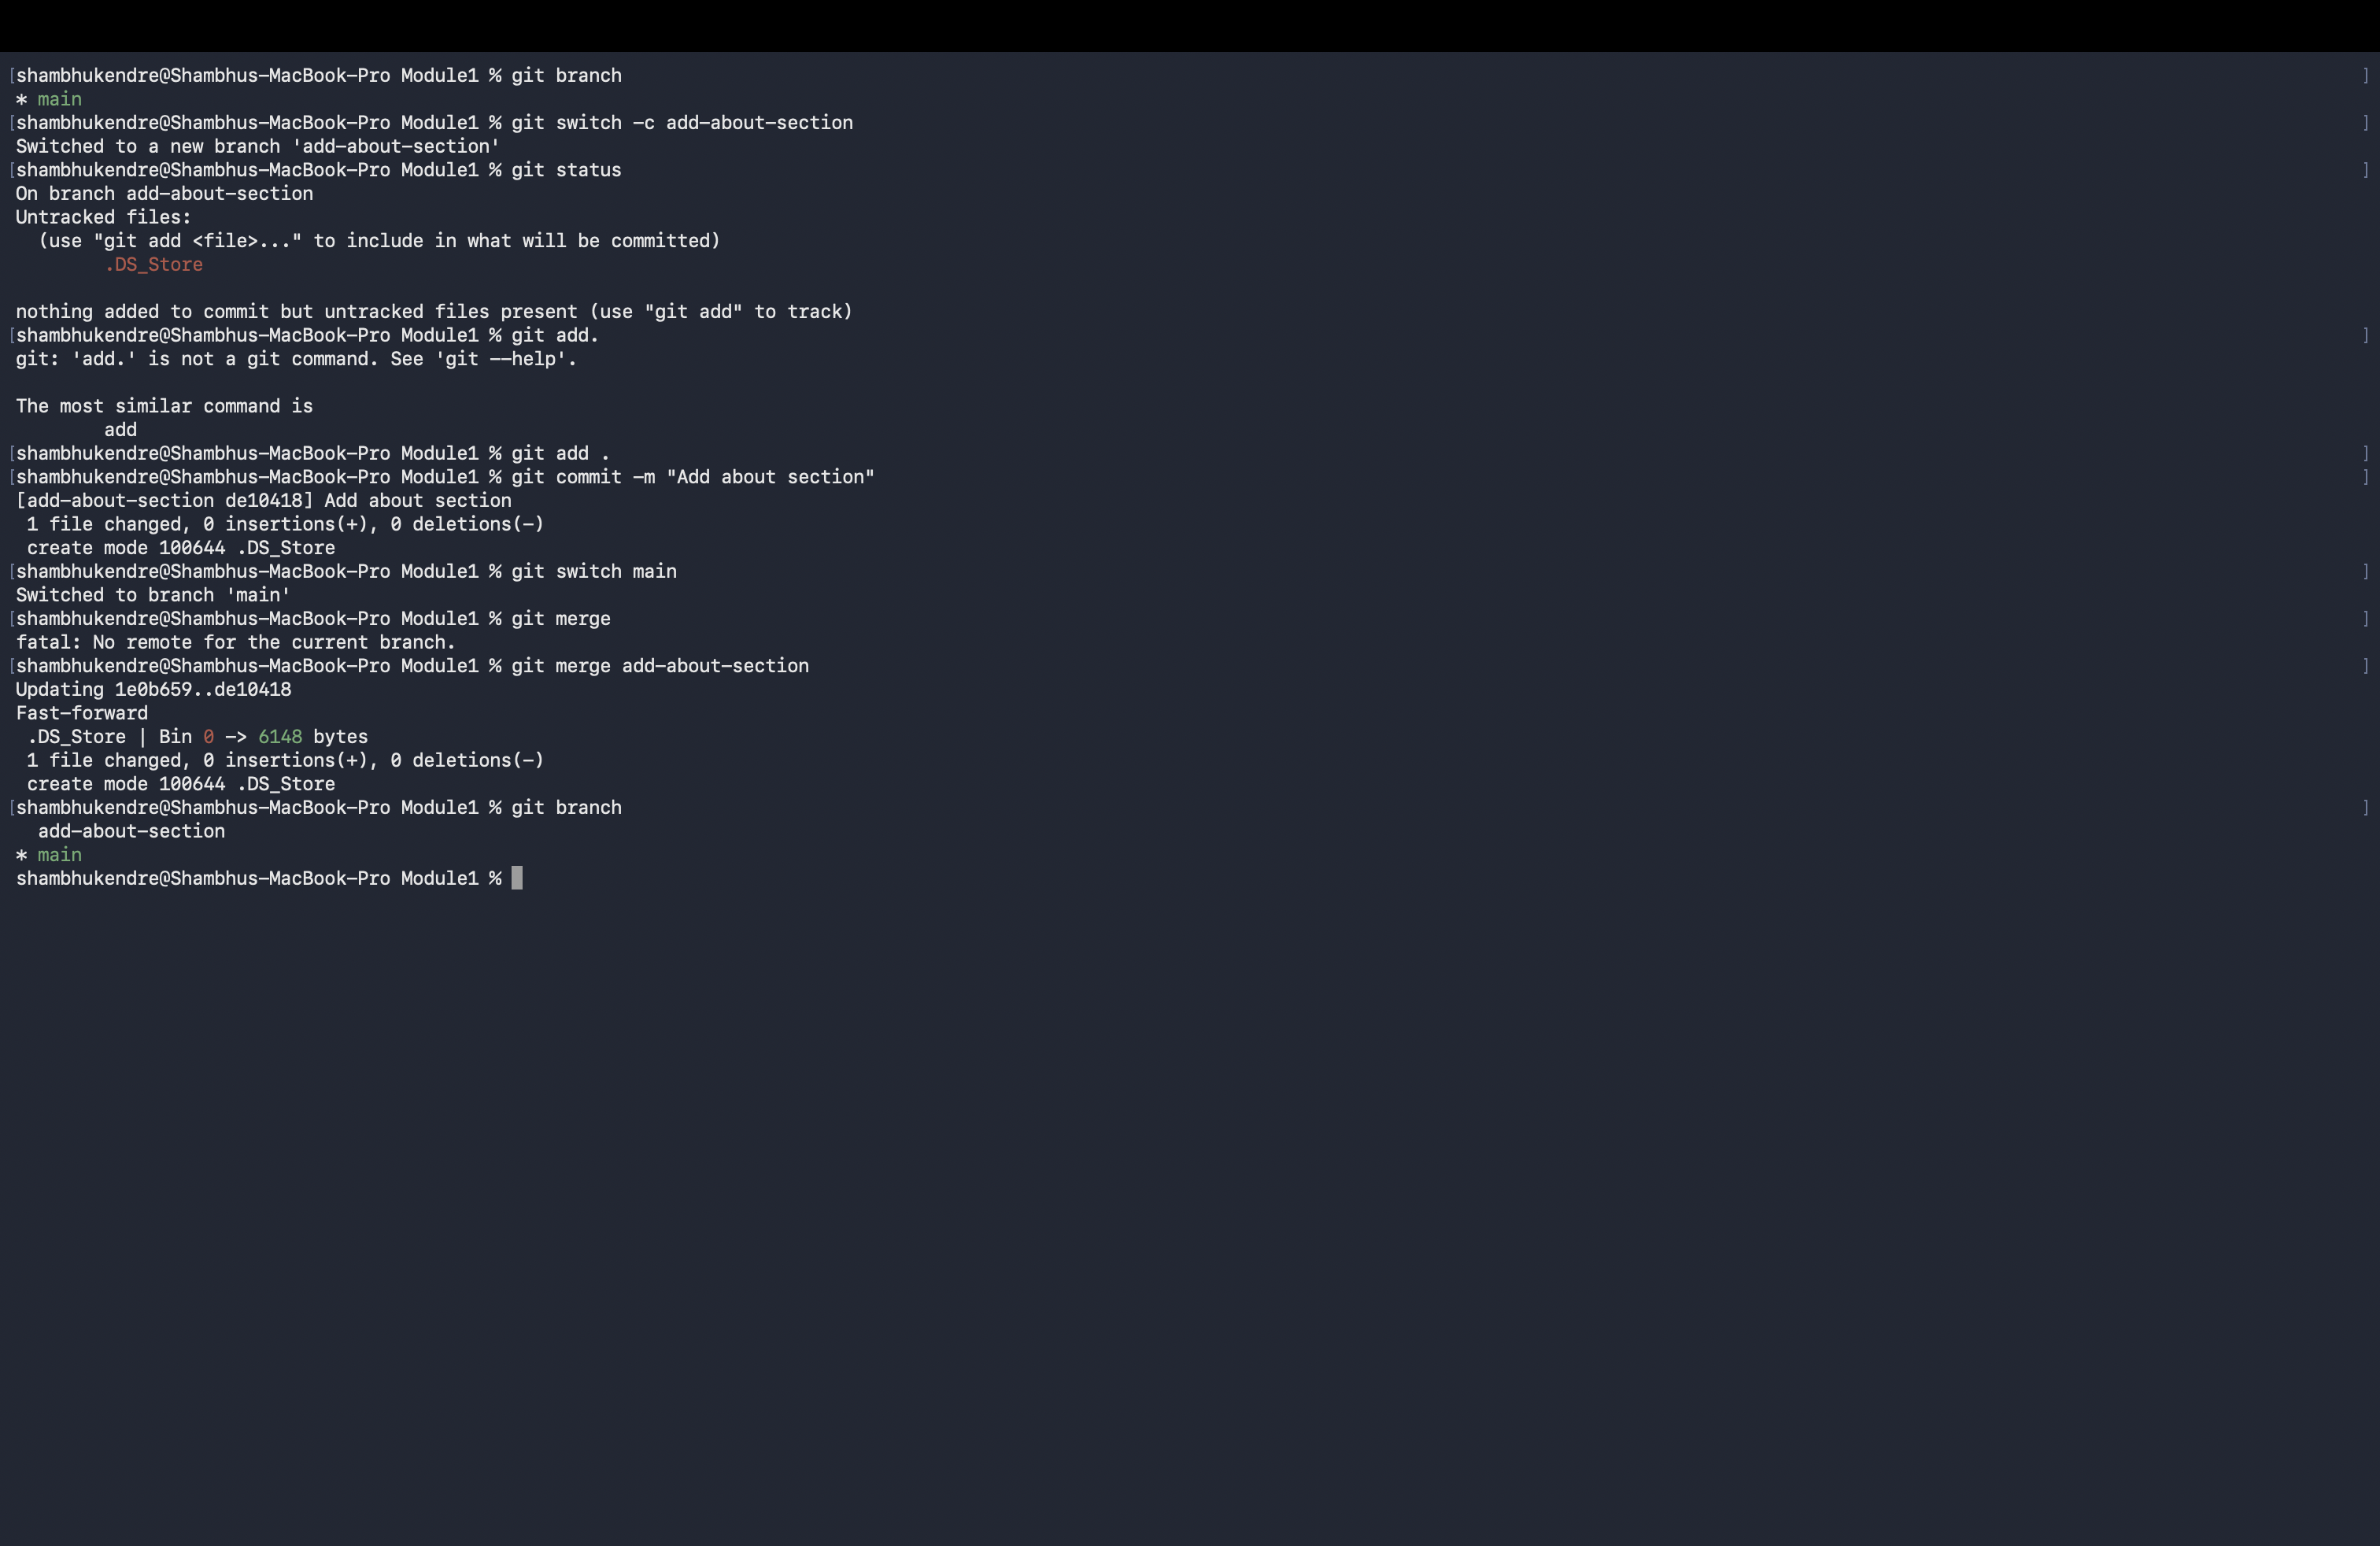 [shambhukendre@Shambhus-MacBook-Pro Module1 % git branch ]
* main
[shambhukendre@Shambhus-MacBook-Pro Module1 % git switch -c add-about-section ]
Switched to a new branch 'add-about-section'
[shambhukendre@Shambhus-MacBook-Pro Module1 % git status ]
On branch add-about-section
Untracked files:
  (use "git add <file>..." to include in what will be committed)
        .DS_Store

nothing added to commit but untracked files present (use "git add" to track)
[shambhukendre@Shambhus-MacBook-Pro Module1 % git add. ]
git: 'add.' is not a git command. See 'git --help'.

The most similar command is
        add
[shambhukendre@Shambhus-MacBook-Pro Module1 % git add . ]
[shambhukendre@Shambhus-MacBook-Pro Module1 % git commit -m "Add about section" ]
[add-about-section de10418] Add about section
 1 file changed, 0 insertions(+), 0 deletions(-)
 create mode 100644 .DS_Store
[shambhukendre@Shambhus-MacBook-Pro Module1 % git switch main ]
Switched to branch 'main'
[shambhukendre@Shambhus-MacBook-Pro Module1 % git merge ]
fatal: No remote for the current branch.
[shambhukendre@Shambhus-MacBook-Pro Module1 % git merge add-about-section ]
Updating 1e0b659..de10418
Fast-forward
 .DS_Store | Bin 0 -> 6148 bytes
 1 file changed, 0 insertions(+), 0 deletions(-)
 create mode 100644 .DS_Store
[shambhukendre@Shambhus-MacBook-Pro Module1 % git branch ]
  add-about-section
* main
shambhukendre@Shambhus-MacBook-Pro Module1 %